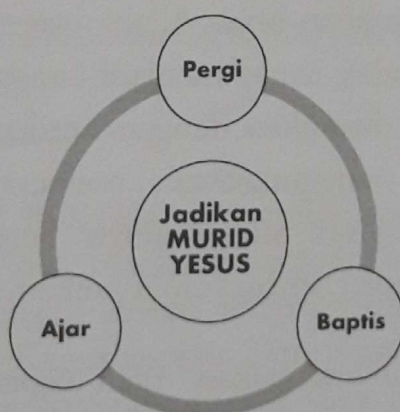 Pergi
Jadikan
MURID
YESUS
Ajar
Baptis